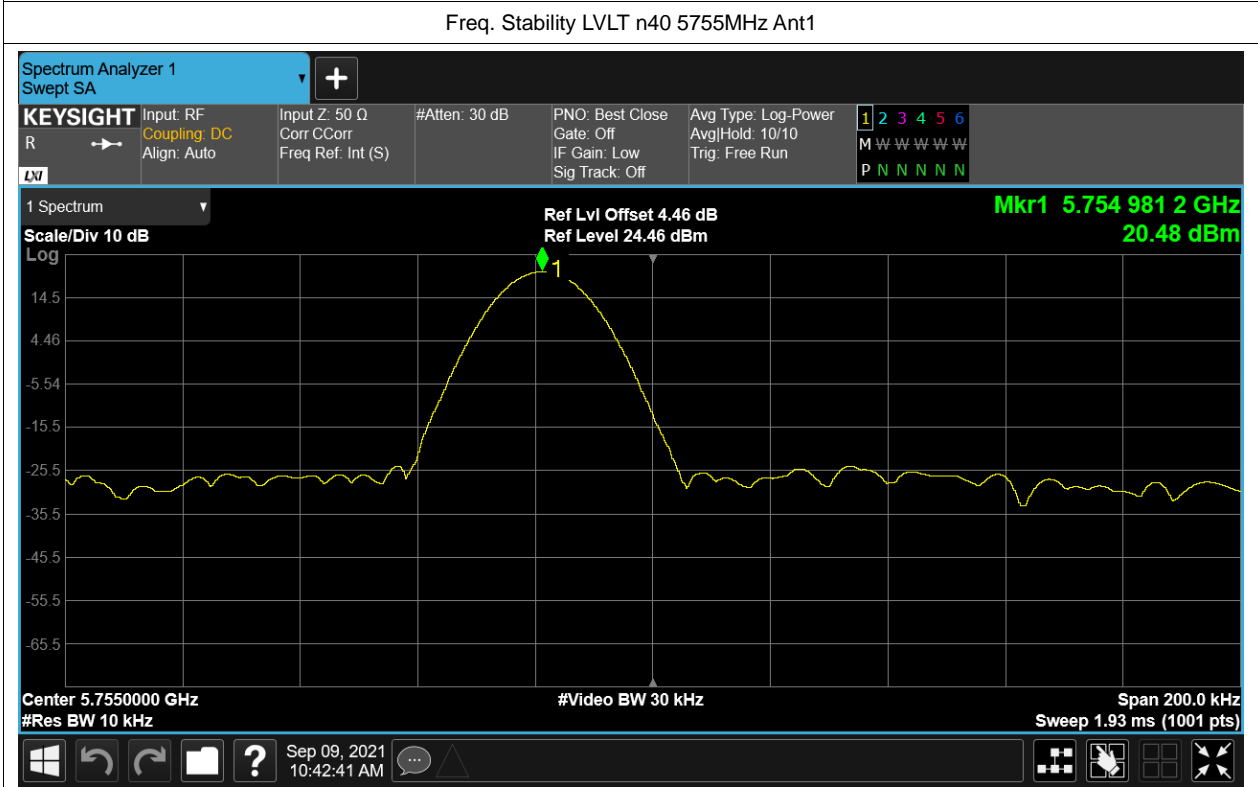 Freq. Stability LVLT n40 5755MHz Ant1
Spectrum Analyzer 1
Swept SA
KEYSIGHT
R
LXI
Input: RF
Coupling: DC
Align: Auto
Input Z: 50 Ω
Corr CCorr
Freq Ref: Int (S)
#Atten: 30 dB
PNO: Best Close
Gate: Off
IF Gain: Low
Sig Track: Off
Avg Type: Log-Power
Avg|Hold: 10/10
Trig: Free Run
1 2 3 4 5 6
M W W W W W W
P N N N N N
1 Spectrum
Scale/Div 10 dB
Log
Ref Lvl Offset 4.46 dB
Ref Level 24.46 dBm
Mkr1 5.754 981 2 GHz
20.48 dBm
1
14.5
4.46
-5.54
-15.5
-25.5
-35.5
-45.5
-55.5
-65.5
Center 5.7550000 GHz
#Video BW 30 kHz
Span 200.0 kHz
#Res BW 10 kHz
Sweep 1.93 ms (1001 pts)
?
Sep 09, 2021
10:42:41 AM